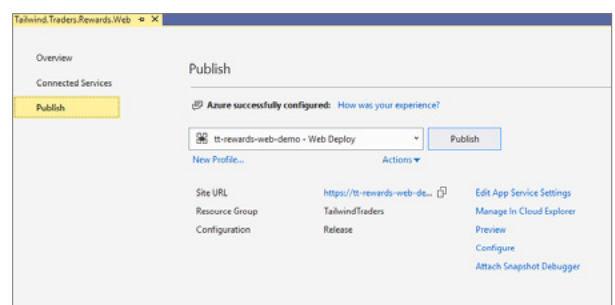 Tailwind.Traders.Rewards.Web
Overview
Connected Services
Publish
Publish
Azure successfully configured: How was your experience?
tt-rewards-web-demo - Web Deploy
Publish
New Profile...
Actions
Site URL https://tt-rewards-web-de... Edit App Service Settings
Resource Group TailwindTraders Manage In Cloud Explorer
Configuration Release Preview
Configure
Attach Snapshot Debugger